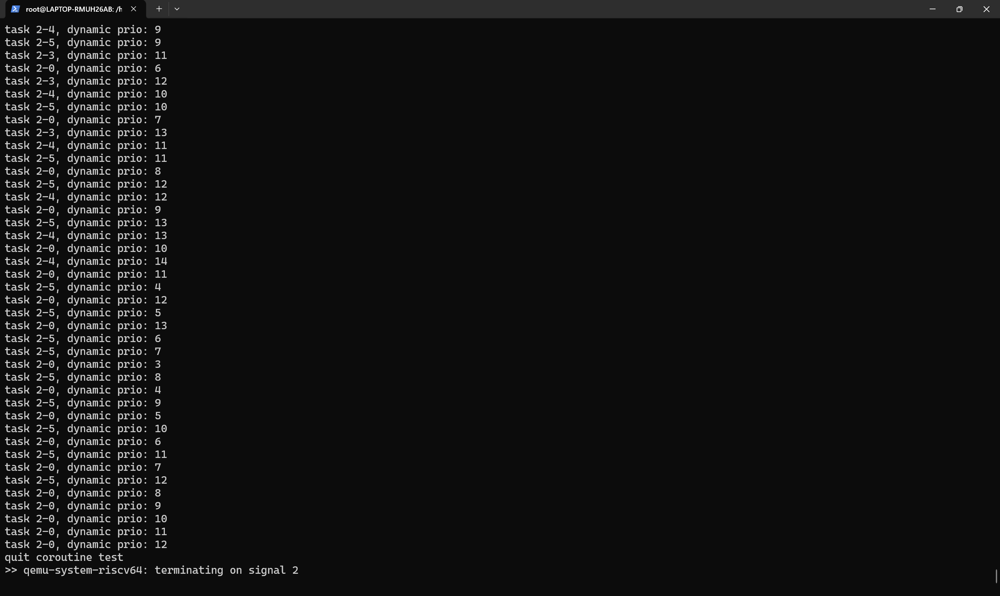 root@LAPTOP-RMUH26AB: /h
task 2-4, dynamic prio: 9
task 2-5, dynamic prio: 9
task 2-3, dynamic prio: 11
task 2-0, dynamic prio: 6
task 2-3, dynamic prio: 12
task 2-4, dynamic prio: 10
task 2-5, dynamic prio: 10
task 2-0, dynamic prio: 7
task 2-3, dynamic prio: 13
task 2-4, dynamic prio: 11
task 2-5, dynamic prio: 11
task 2-0, dynamic prio: 8
task 2-5, dynamic prio: 12
task 2-4, dynamic prio: 12
task 2-0, dynamic prio: 9
task 2-5, dynamic prio: 13
task 2-4, dynamic prio: 13
task 2-0, dynamic prio: 10
task 2-4, dynamic prio: 14
task 2-0, dynamic prio: 11
task 2-5, dynamic prio: 4
task 2-0, dynamic prio: 12
task 2-5, dynamic prio: 5
task 2-0, dynamic prio: 13
task 2-5, dynamic prio: 6
task 2-5, dynamic prio: 7
task 2-0, dynamic prio: 3
task 2-5, dynamic prio: 8
task 2-0, dynamic prio: 4
task 2-5, dynamic prio: 9
task 2-0, dynamic prio: 5
task 2-5, dynamic prio: 10
task 2-0, dynamic prio: 6
task 2-5, dynamic prio: 11
task 2-0, dynamic prio: 7
task 2-5, dynamic prio: 12
task 2-0, dynamic prio: 8
task 2-0, dynamic prio: 9
task 2-0, dynamic prio: 10
task 2-0, dynamic prio: 11
task 2-0, dynamic prio: 12
quit coroutine test
>> qemu-system-riscv64: terminating on signal 2